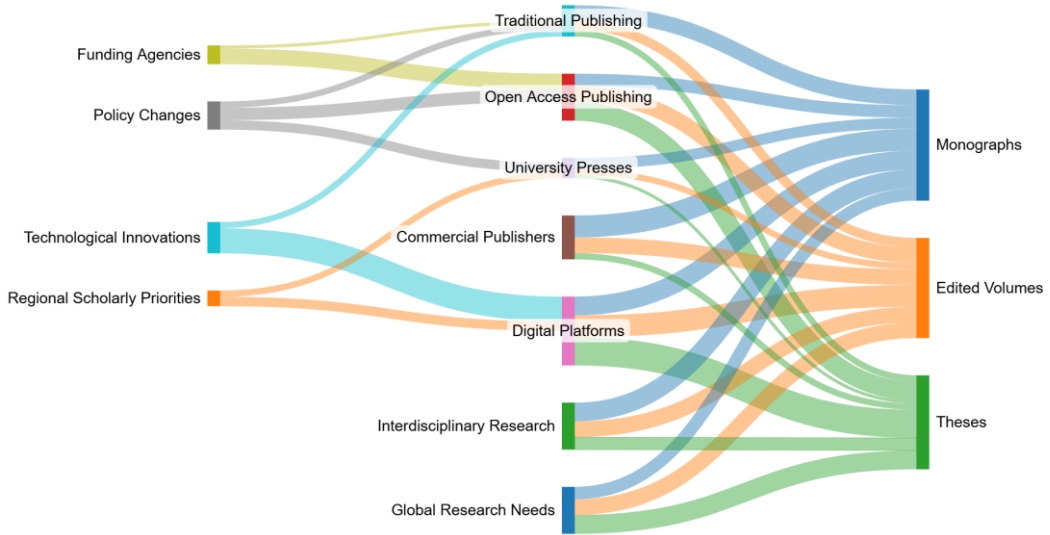 Traditional Publishing
Funding Agencies
Open Access Publishing
Policy Changes
Monographs
University Presses
Technological Innovations
Commercial Publishers
Edited Volumes
Regional Scholarly Priorities
Digital Platforms
Interdisciplinary Research
Theses
Global Research Needs